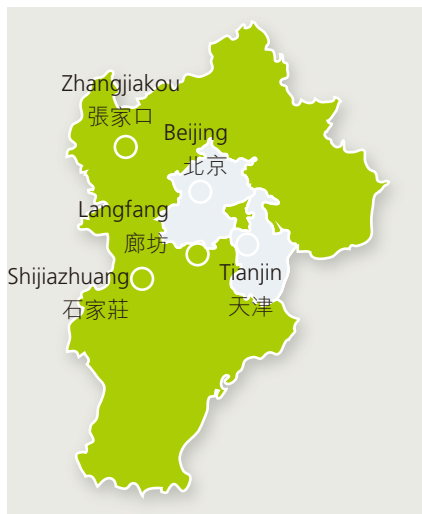 Zhangjiakou
張家口
Beijing
北京
Langfang
廊坊
Tianjin
天津
Shijiazhuang
石家莊